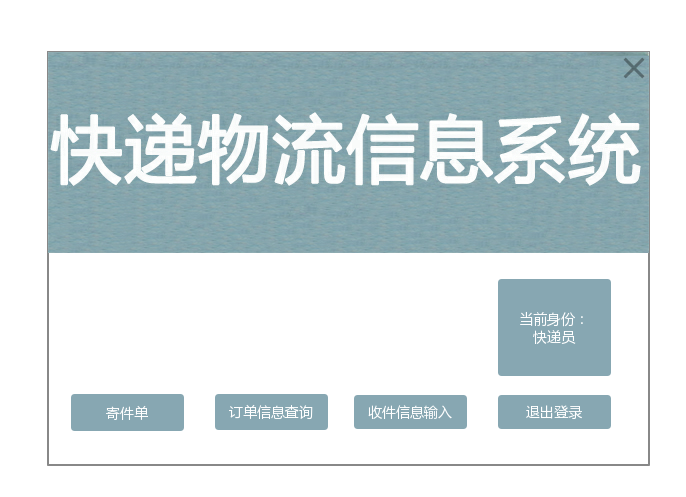 快递物流信息系统
当前身份：
快递员
寄件单
订单信息查询
收件信息输入
退出登录